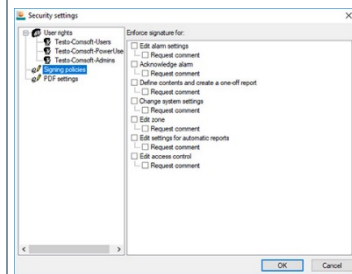 Security settings
User rights
Testo-Comsoft-Users
Testo-Comsoft-PowerUse
Testo-Comsoft-Admins
Signing policies
PDF settings
Enforce signature for:
Edit alarm settings
Request comment
Acknowledge alarm
Request comment
Define contents and create a one-off report
Request comment
Change system settings
Request comment
Edit zone
Request comment
Edit settings for automatic reports
Request comment
Edit access control
Request comment
OK
Cancel